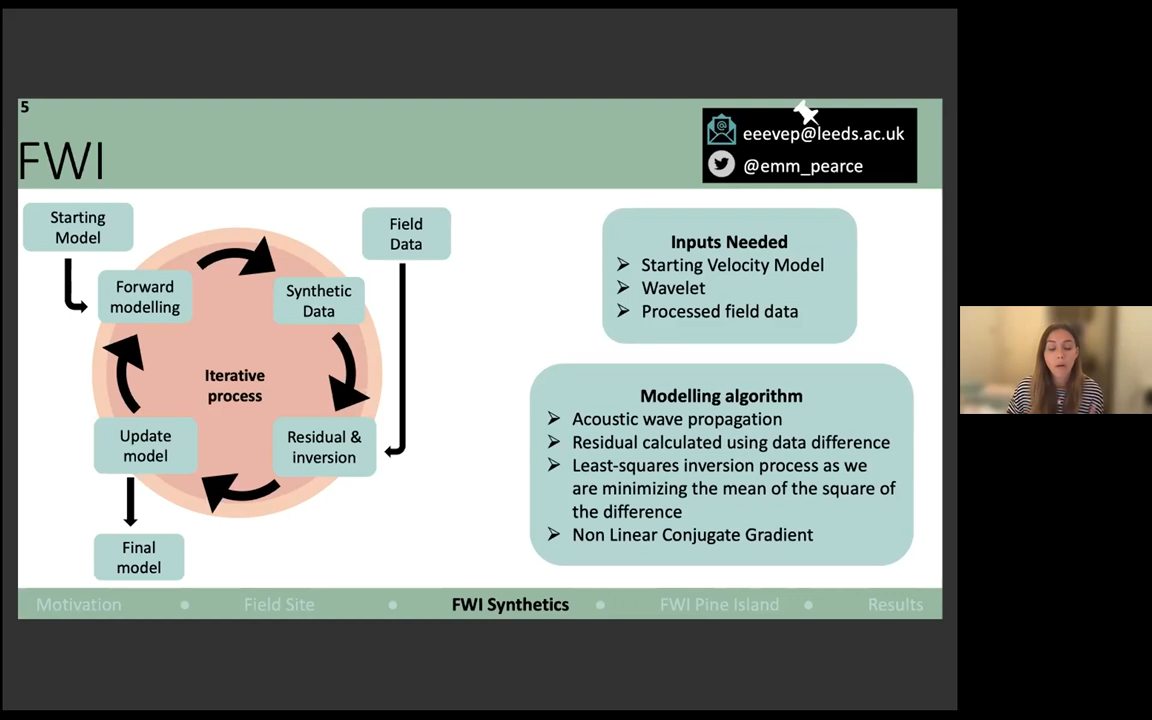 5
FWI
eeevep@leeds.ac.uk
@emm_pearce
Starting
Model
Field
Data
Forward
modelling
Synthetic
Data
Iterative
process
Update
model
Residual &
inversion
Final
model
Inputs Needed
Starting Velocity Model
Wavelet
Processed field data
Modelling algorithm
Acoustic wave propagation
Residual calculated using data difference
Least-squares inversion process as we
are minimizing the mean of the square of
the difference
Non Linear Conjugate Gradient
Motivation
Field Site
FWI Synthetics
FWI Pine Island
Results